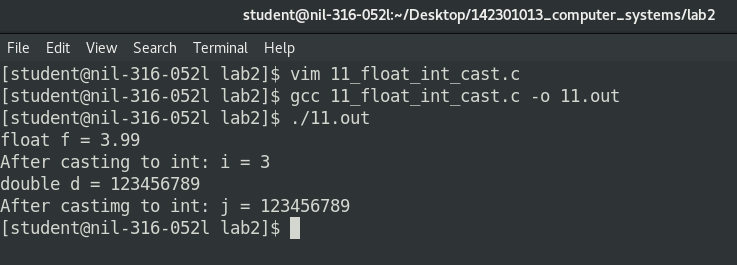 student@nil-316-052l:~/Desktop/142301013_computer_systems/lab2
File Edit View Search Terminal Help
[student@nil-316-052l lab2]$ vim 11_float_int_cast.c
[student@nil-316-052l lab2]$ gcc 11_float_int_cast.c -o 11.out
[student@nil-316-052l lab2]$ ./11.out
float f = 3.99
After casting to int: i = 3
double d = 123456789
After castimg to int: j = 123456789
[student@nil-316-052l lab2]$